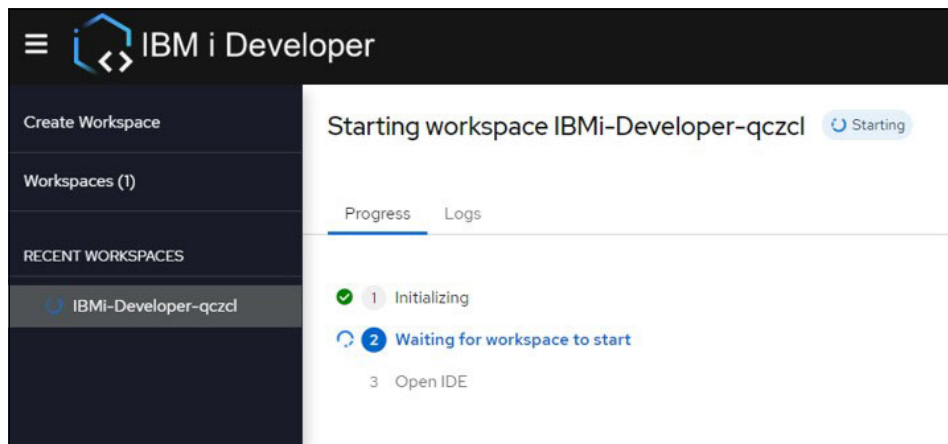 IBM i Developer
Create Workspace
Workspaces (1)
RECENT WORKSPACES
IBMi-Developer-qczcl
Starting workspace IBMi-Developer-qczcl Starting
Progress Logs
1 Initializing
2 Waiting for workspace to start
3 Open IDE